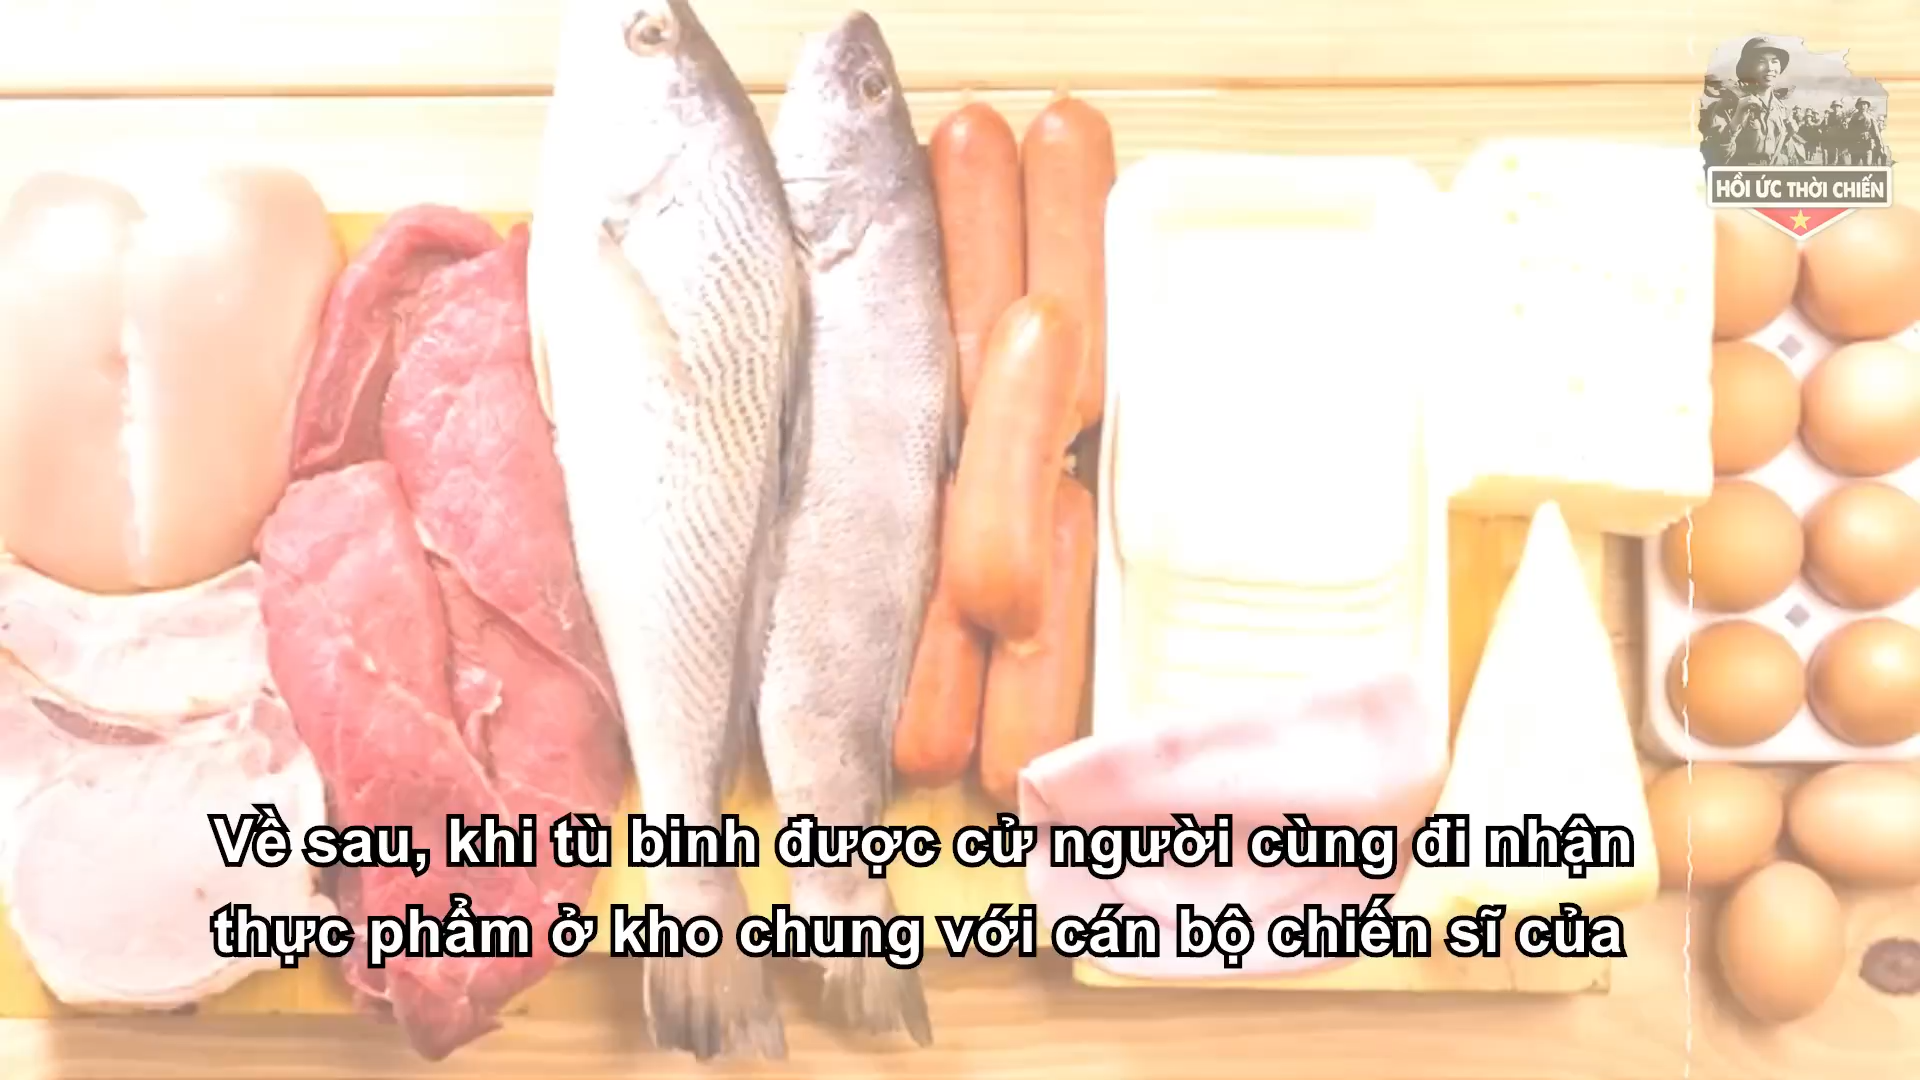 HỒI ỨC THỜI CHIẾN
Về sau, khi tù binh được cử người cùng đi nhận
thực phẩm ở kho chung với cán bộ chiến sĩ của